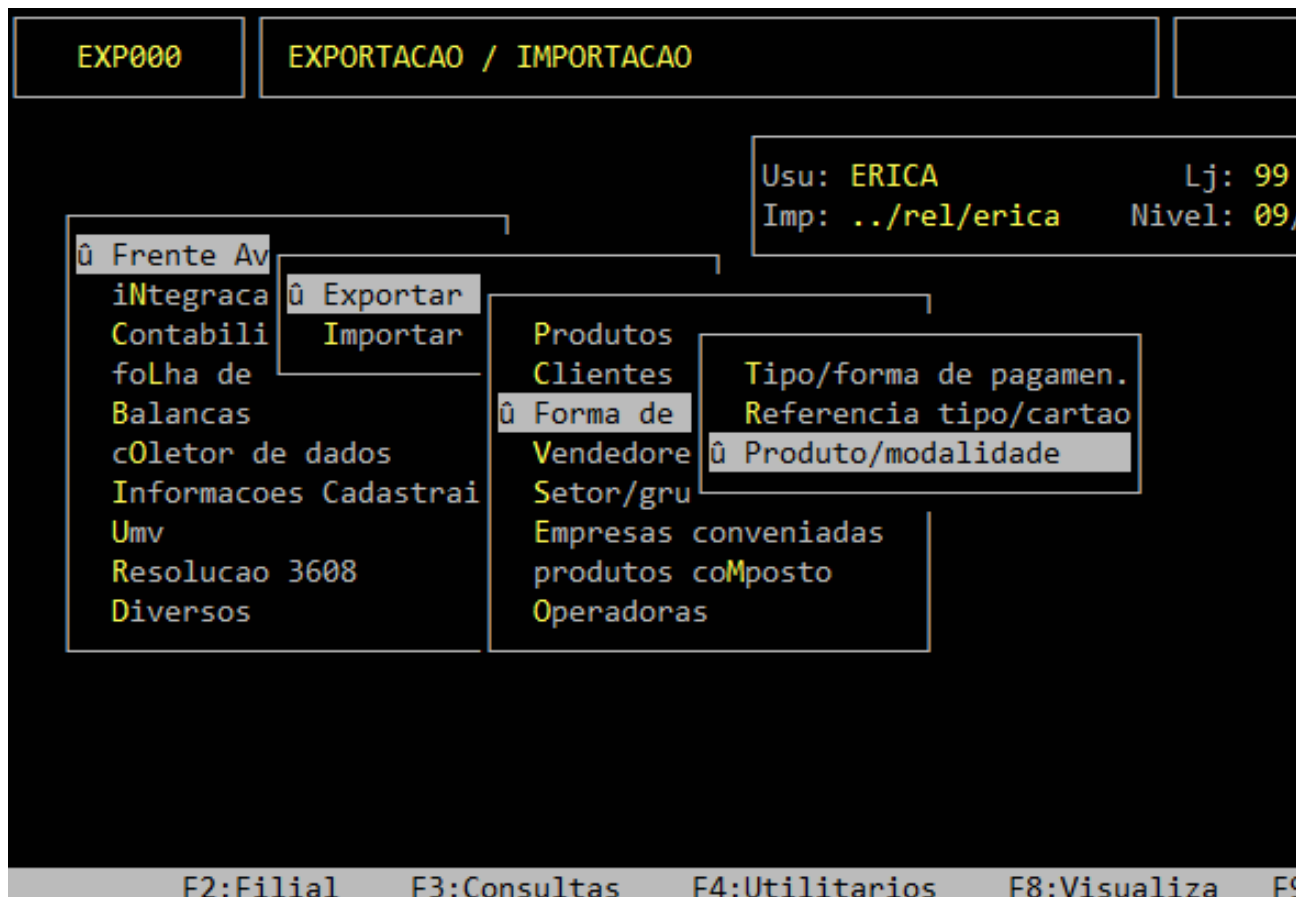 EXP000 EXPORTACAO / IMPORTACAO
Usu: ERICA Lj: 99
Imp: ../rel/erica Nivel: 09/
û Frente Av
iNtegraca
Contabili
foLha de
Balancas
cOletor de dados
Informacoes Cadastrai
Umv
Resolucao 3608
Diversos
û Exportar
Importar
Produtos
Clientes
û Forma de
Vendedore
Setor/gru
Empresas conveniadas
produtos coMposto
Operadoras
Tipo/forma de pagamen.
Referencia tipo/cartao
û Produto/modalidade
F2:Filial F3:Consultas F4:Utilitarios F8:Visualiza F9